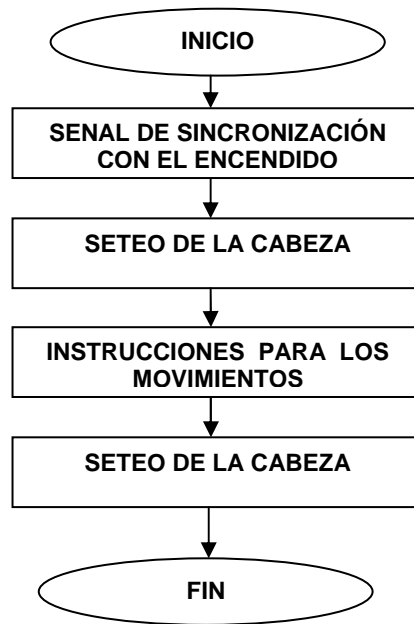 INICIO
SENAL DE SINCRONIZACIÓN
CON EL ENCENDIDO
SETEO DE LA CABEZA
INSTRUCCIONES PARA LOS
MOVIMIENTOS
SETEO DE LA CABEZA
FIN